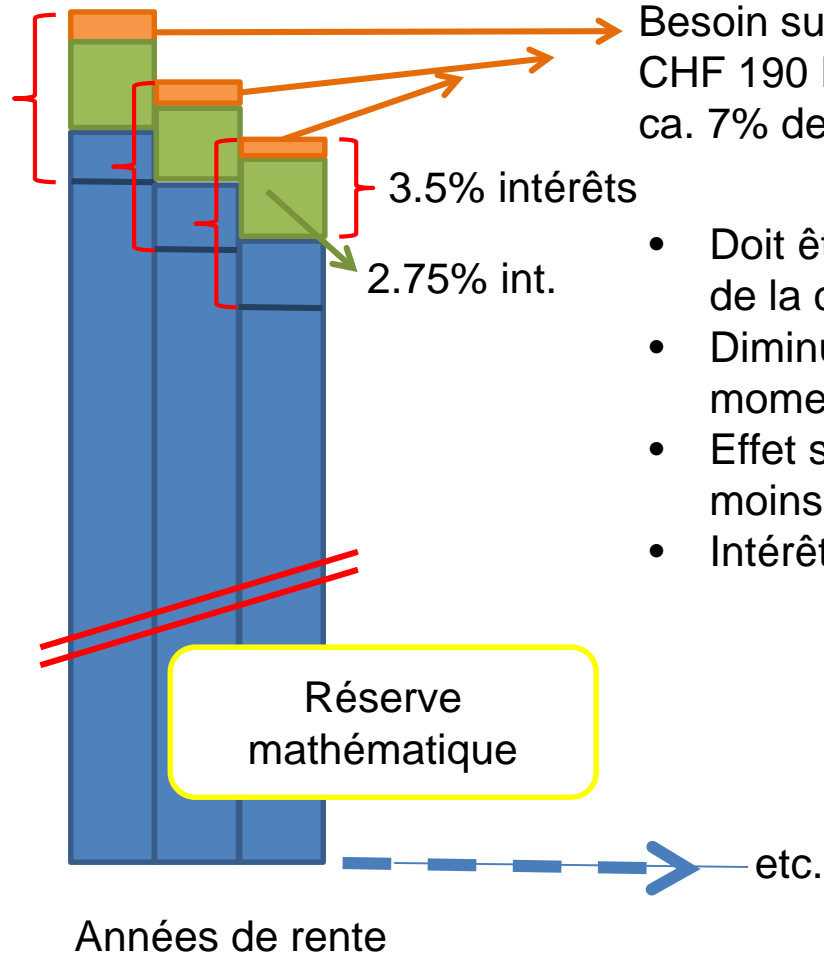 Besoin su
CHF 190
ca. 7% de
3.5% intérêts
2.75% int.
• Doit
de la
• Diminu
mome
• Effet s
moins
• Intérêt
Réserve
mathématique
etc.
Années de rente